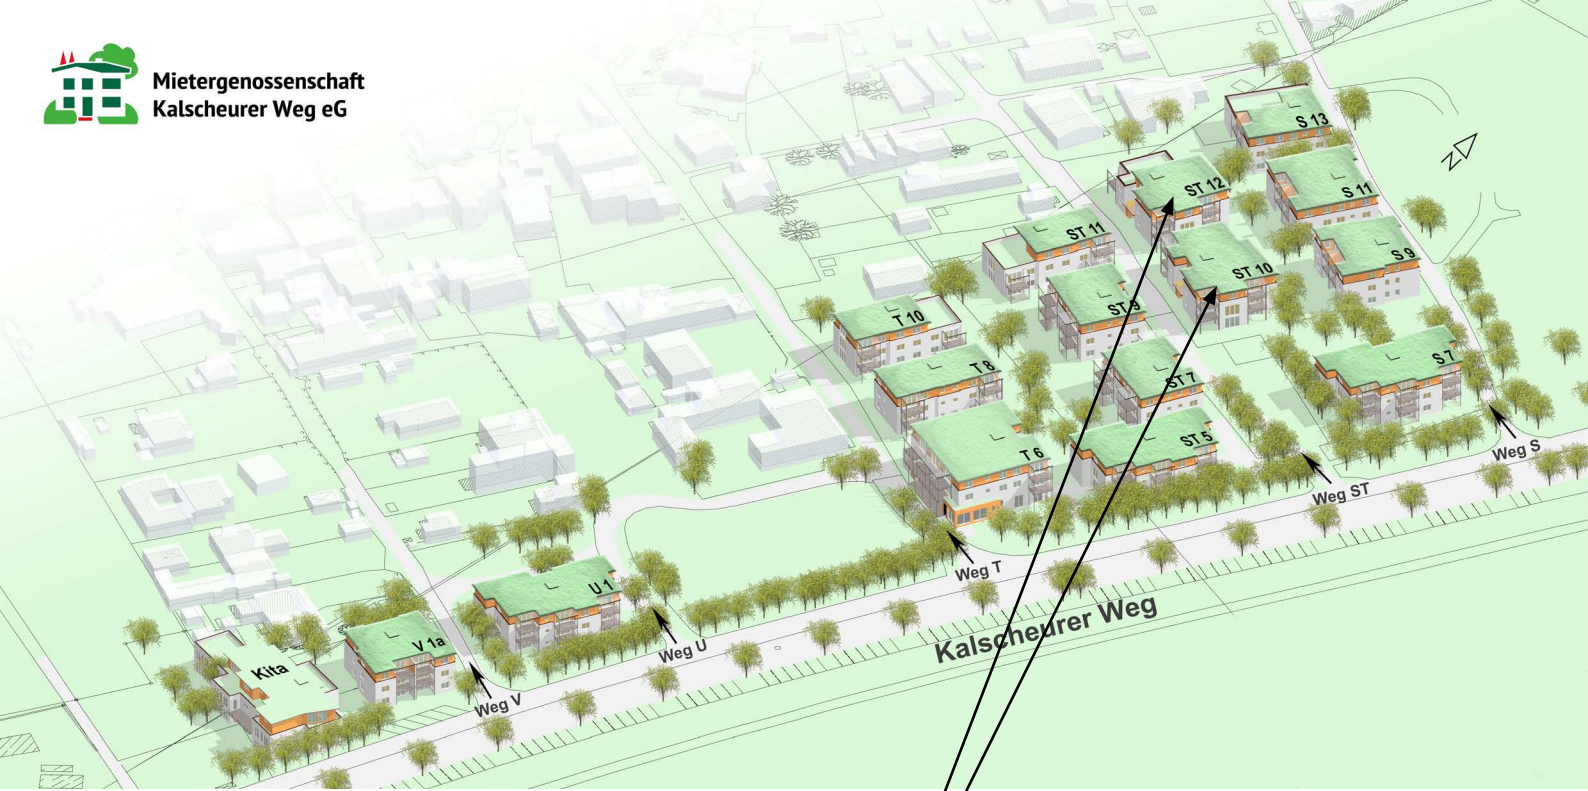 Mietergenossenschaft
Kalscheurer Weg eG
S 13
N
ST 12
S 11
ST 11
ST 10
S 9
T 10
ST 9
T 8
ST 7
S 7
T 6
ST 5
Weg S
Weg ST
Weg T
U 1
Kalscheurer Weg
V 1a
Weg U
Kita
Weg V